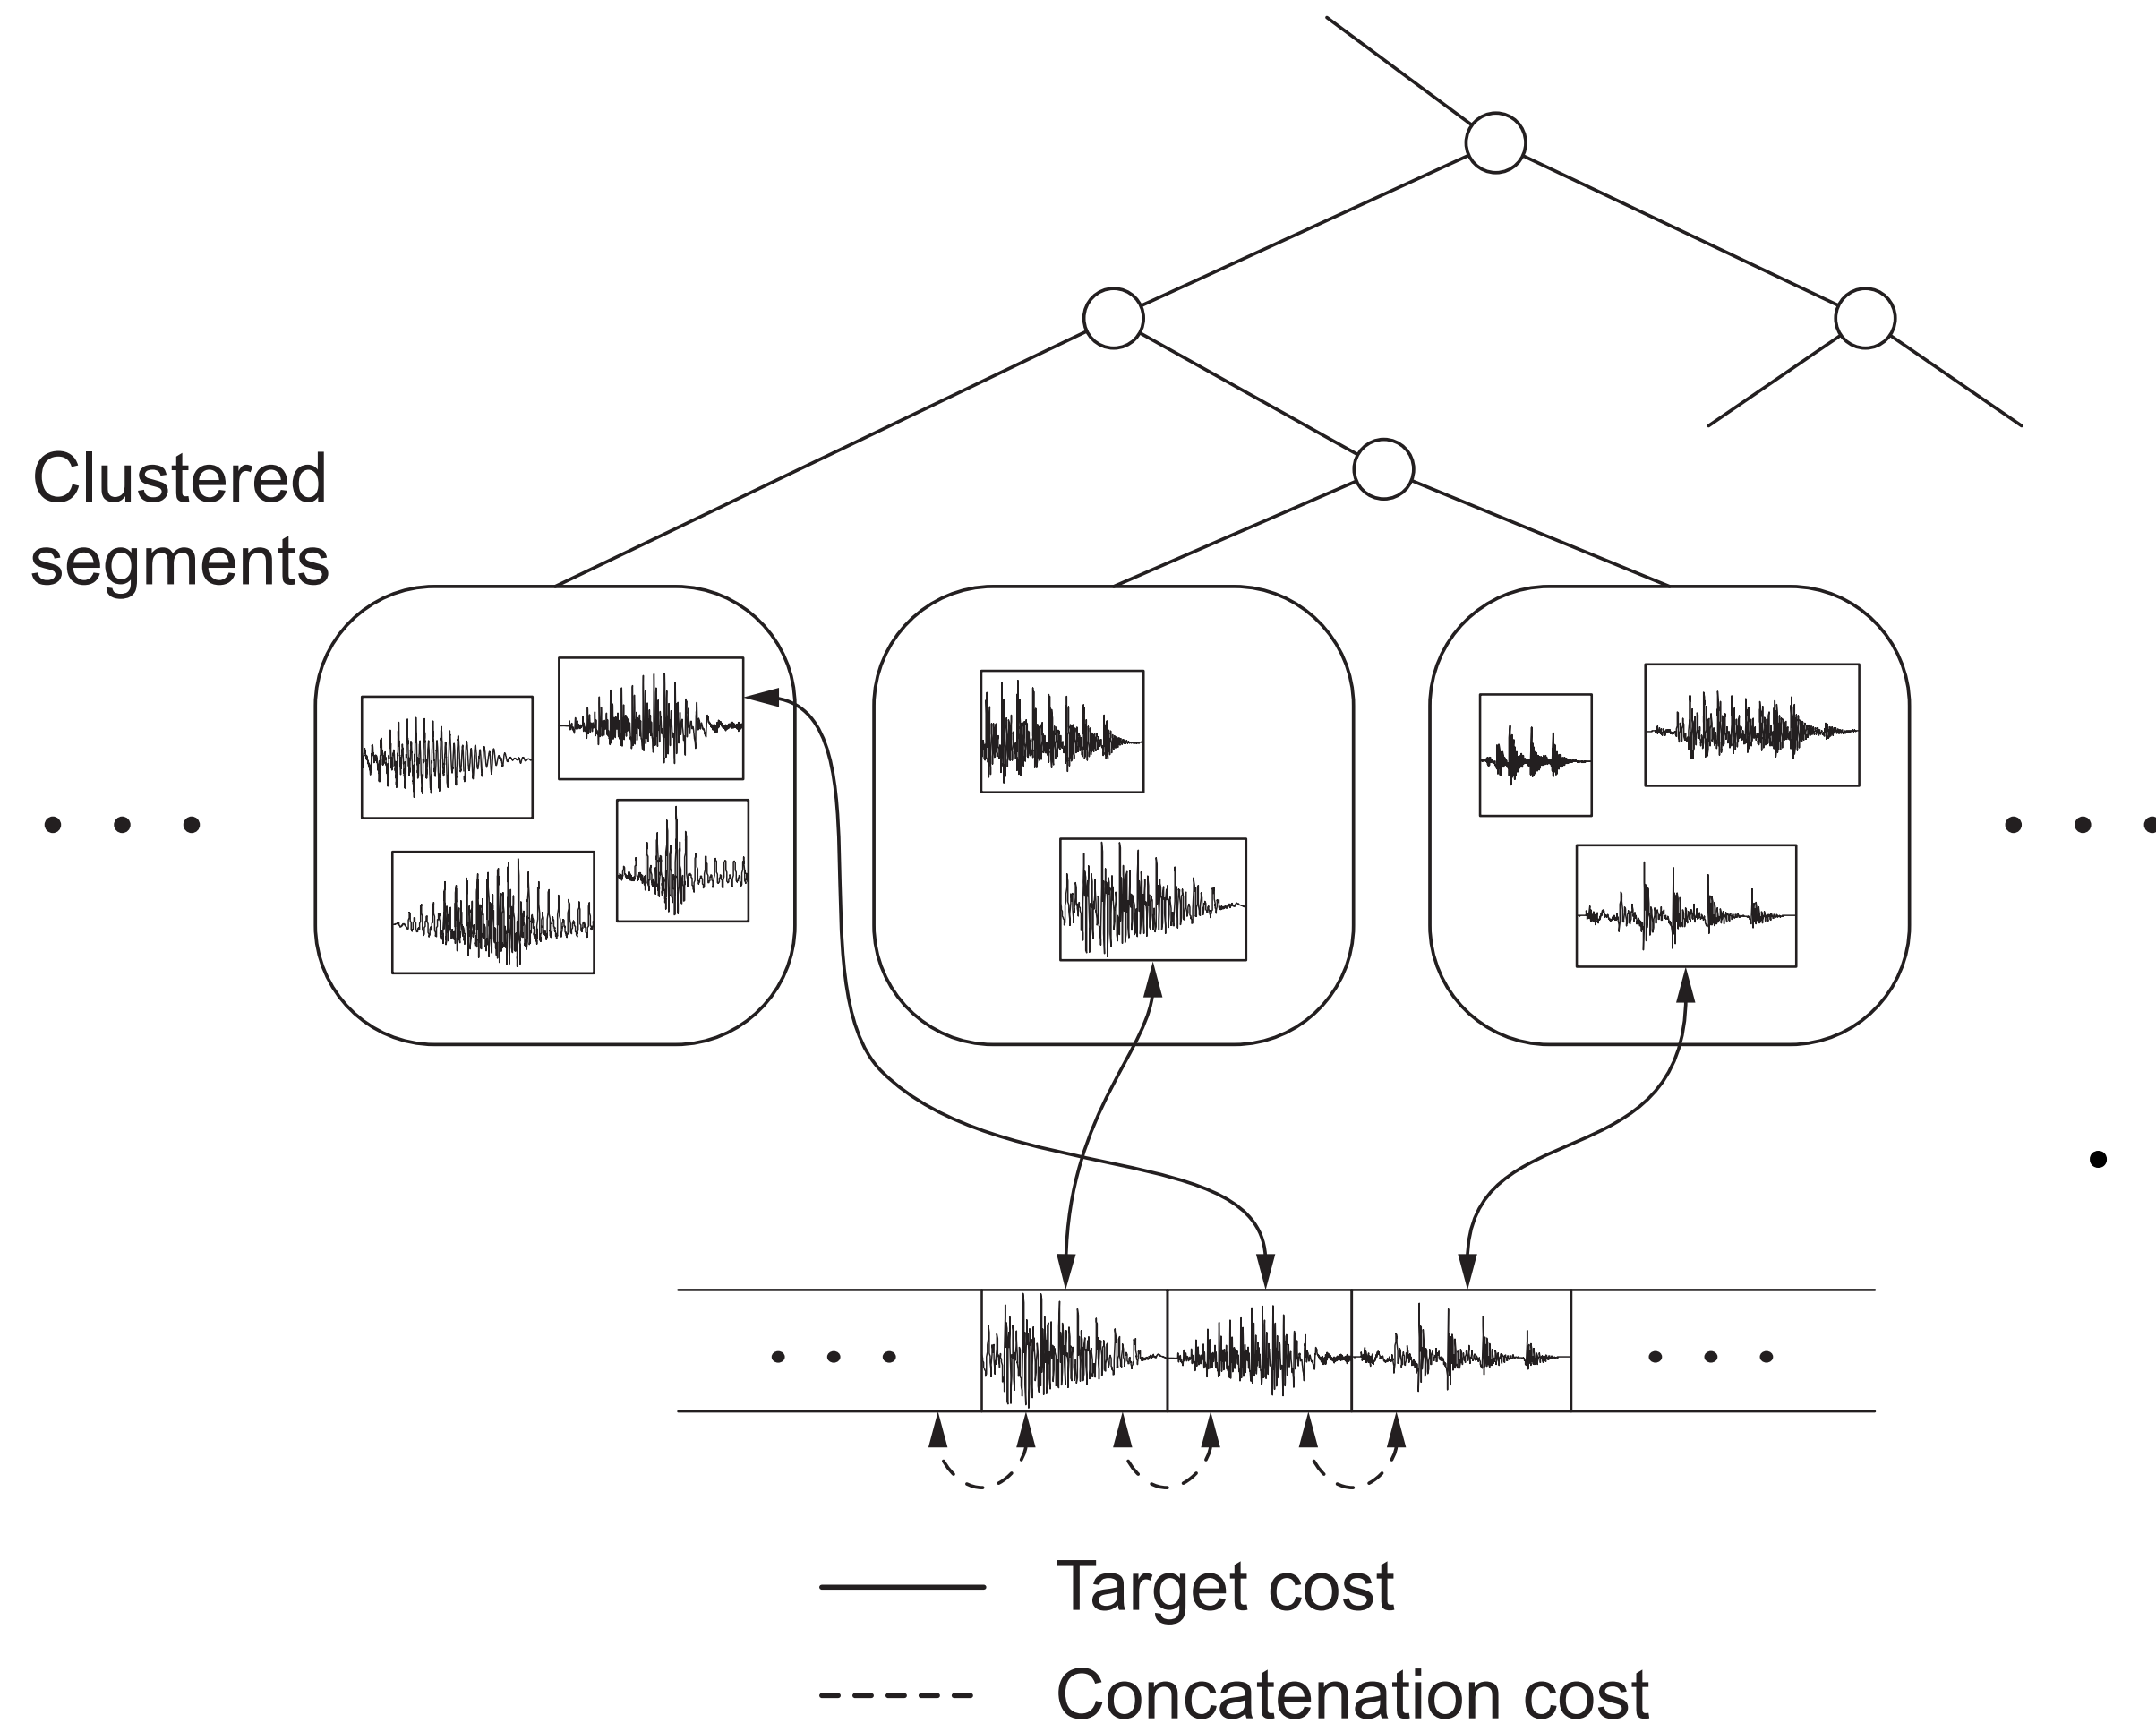 Clustered
segments
Target cost
Concatenation cost